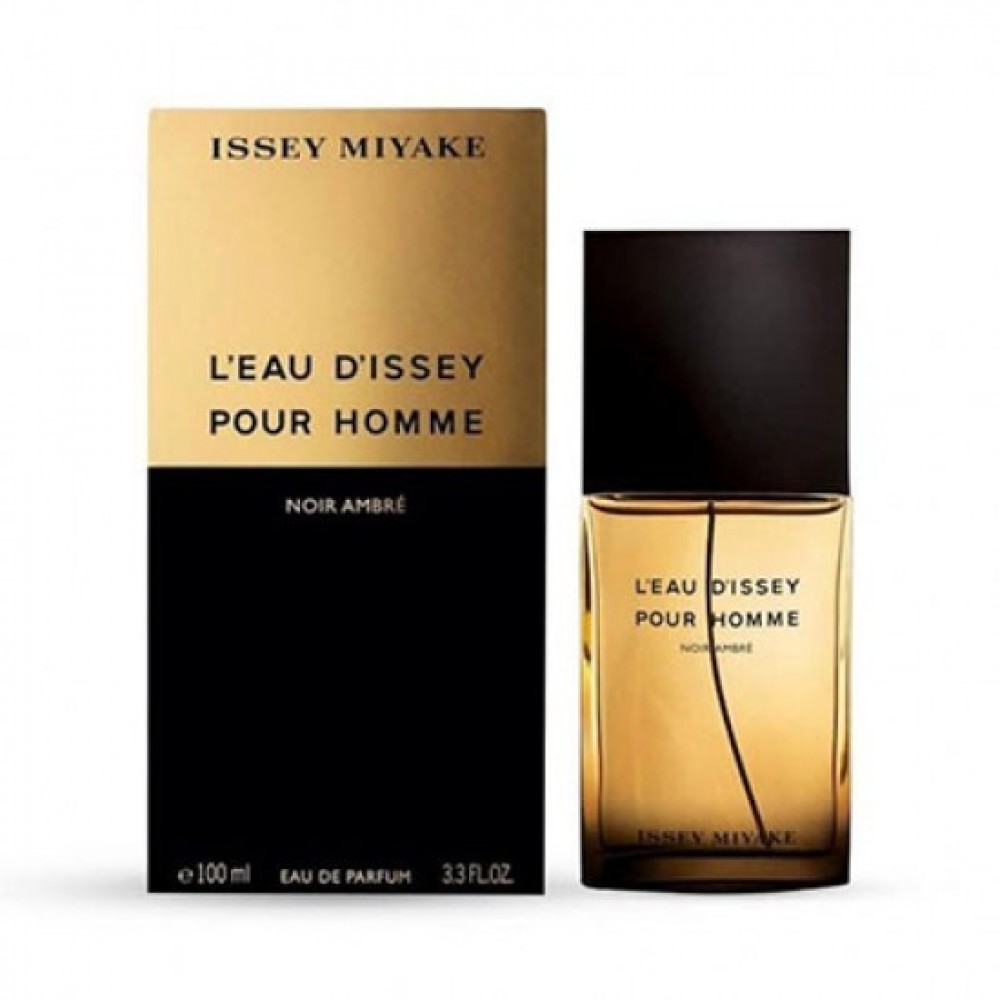 ISSEY MIYAKE
L'EAU D'ISSEY
POUR HOMME
NOIR AMBRÉ
e 100 ml EAU DE PARFUM 3.3 FL.OZ.
L'EAU D'ISSEY
POUR HOMME
NOIR AMBRÉ
ISSEY MIYAKE